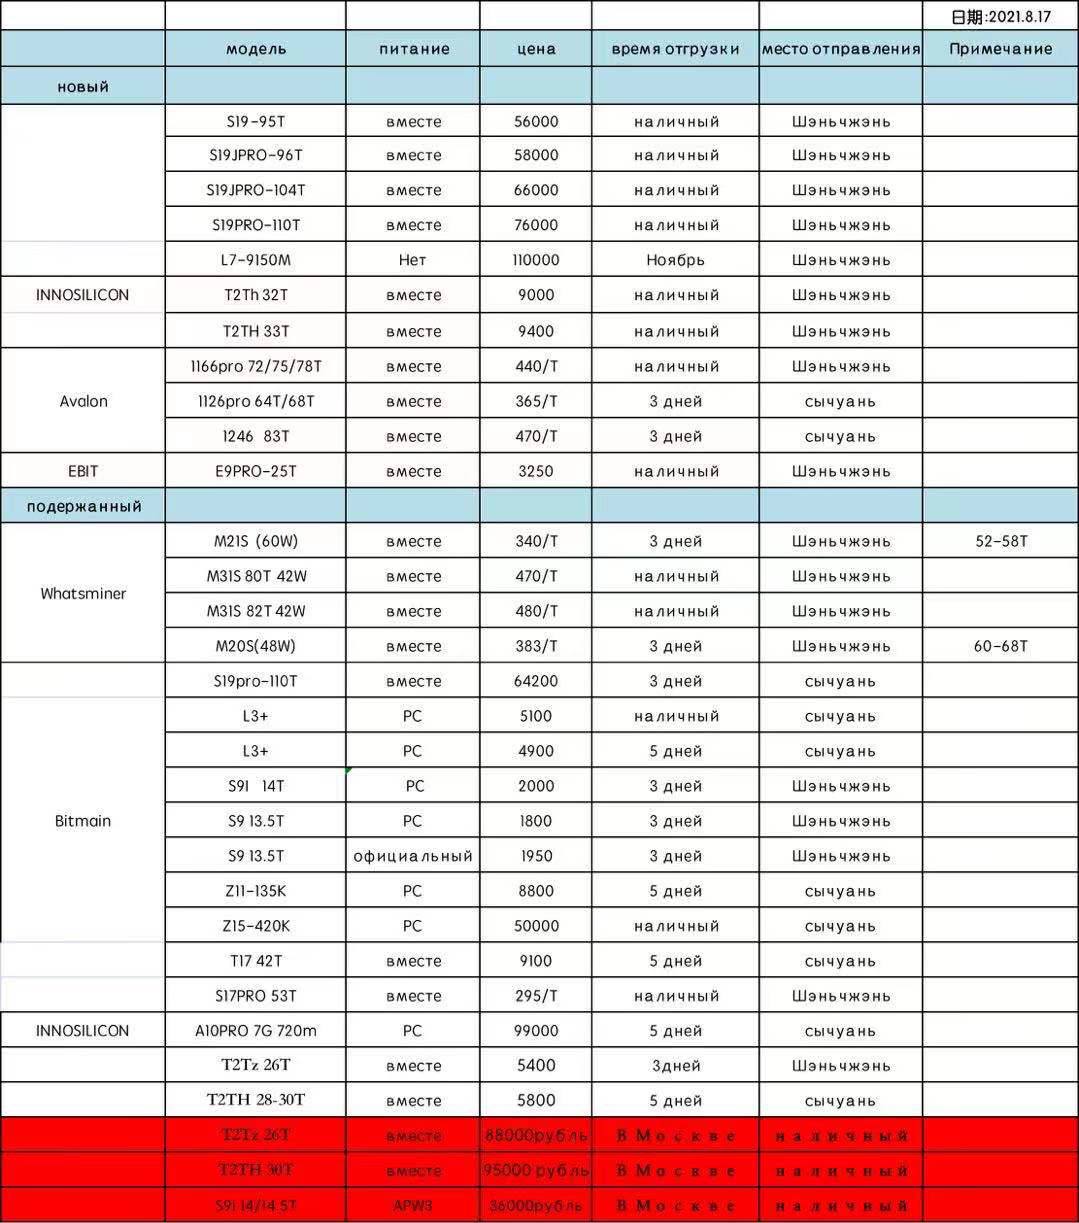 日期:2021.8.17
модель питание цена время отгрузки место отправления Примечание
новый
S19-95T вместе 56000 наличный Шэньчжэнь
S19JPRO-96T вместе 58000 наличный Шэньчжэнь
S19JPRO-104T вместе 66000 наличный Шэньчжэнь
S19PRO-110T вместе 76000 наличный Шэньчжэнь
L7-9150M Нет 110000 Ноябрь Шэньчжэнь
INNOSILICON T2Th 32T вместе 9000 наличный Шэньчжэнь
T2TH 33T вместе 9400 наличный Шэньчжэнь
1166pro 72/75/78T вместе 440/T наличный Шэньчжэнь
Avalon 1126pro 64T/68T вместе 365/T 3 дней сычуань
1246 83T вместе 470/T 3 дней сычуань
EBIT E9PRO-25T вместе 3250 наличный Шэньчжэнь
подержанный
M21S (60W) вместе 340/T 3 дней Шэньчжэнь 52-58T
M31S 80T 42W вместе 470/T наличный Шэньчжэнь
Whatsminer
M31S 82T 42W вместе 480/T наличный Шэньчжэнь
M20S(48W) вместе 383/T 3 дней Шэньчжэнь 60-68T
S19pro-110T вместе 64200 3 дней сычуань
L3+ PC 5100 наличный сычуань
L3+ PC 4900 5 дней сычуань
S9I 14T PC 2000 3 дней Шэньчжэнь
Bitmain S9 13.5T PC 1800 3 дней Шэньчжэнь
S9 13.5T официальный 1950 3 дней Шэньчжэнь
Z11-135K PC 8800 5 дней сычуань
Z15-420K PC 50000 наличный сычуань
T17 42T вместе 9100 5 дней сычуань
S17PRO 53T вместе 295/T наличный Шэньчжэнь
INNOSILICON A10PRO 7G 720m PC 99000 5 дней сычуань
T2Tz 26T вместе 5400 3дней Шэньчжэнь
T2TH 28-30T вместе 5800 5 дней сычуань
T2Tz 26T вместе 88000рубль В Москве наличный
T2TH 30T вместе 95000 рубль В Москве наличный
S9I 14/14.5T APW3 36000рубль В Москве наличный